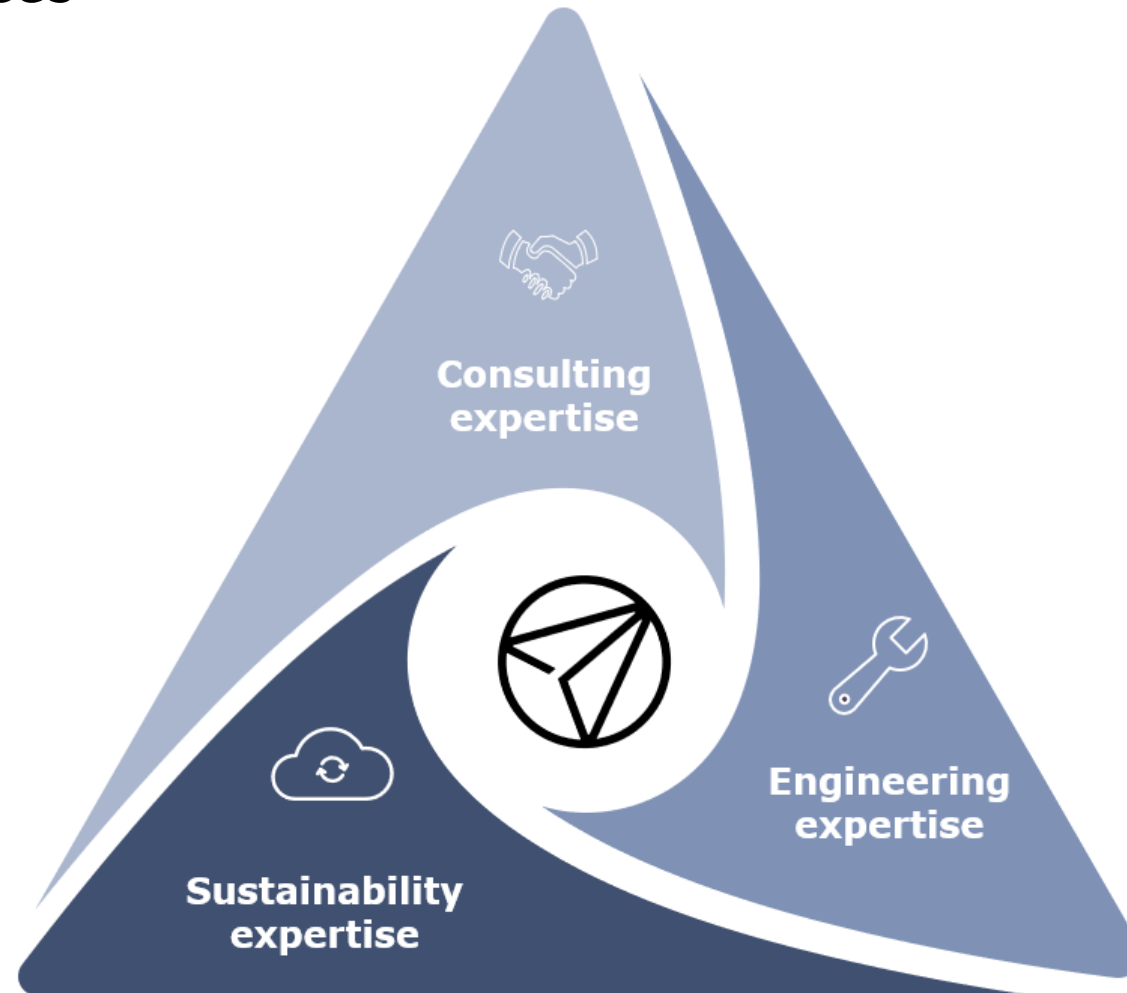 Consulting
expertise
Engineering
expertise
Sustainability
expertise